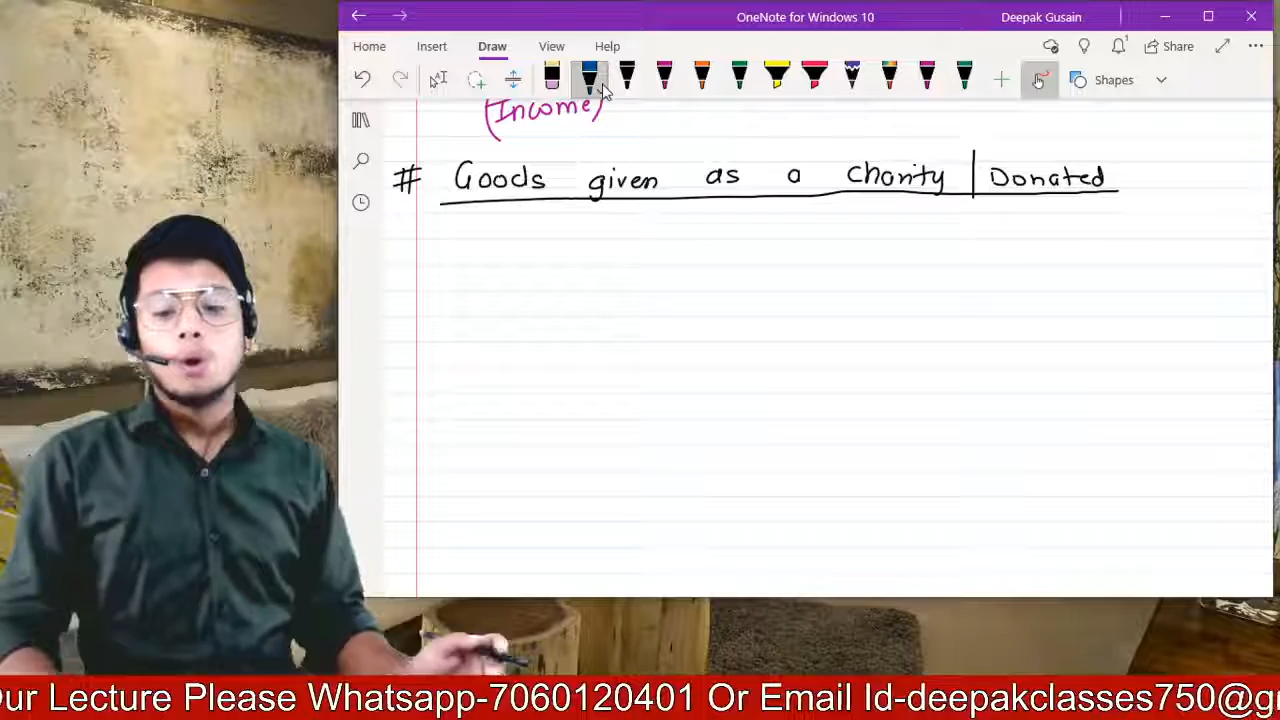 OneNote for Windows 10
Deepak Gusain
Home Insert Draw View Help
Share
Shapes
(Income)
# Goods given as a charity | Donated
Our Lecture Please Whatsapp-7060120401 Or Email Id-deepakclasses750@g